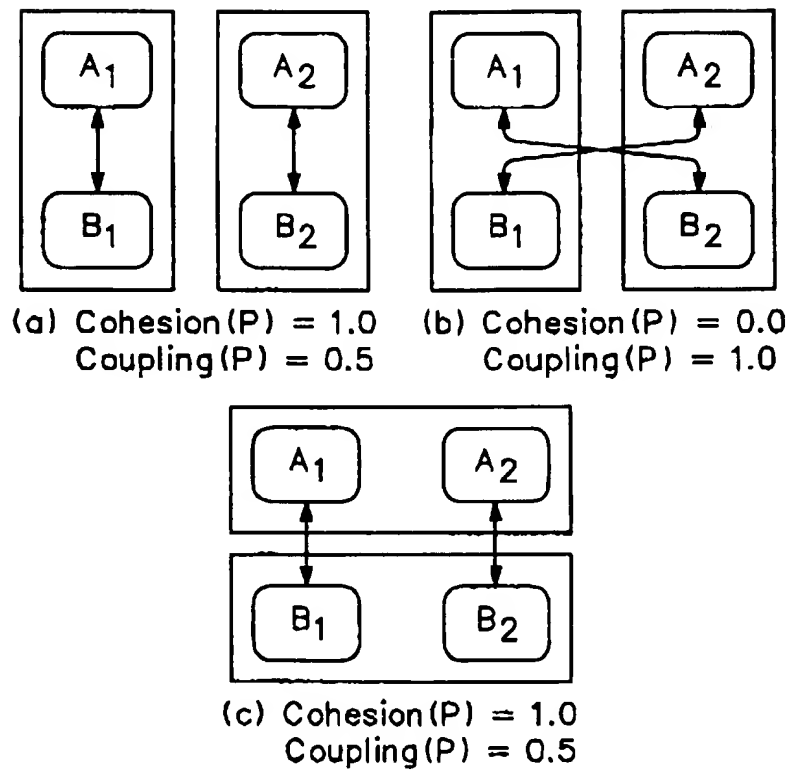 A1 A2 A1 A2
B1 B2 B1 B2
(a) Cohesion(P) = 1.0 (b) Cohesion(P) = 0.0
Coupling(P) = 0.5 Coupling(P) = 1.0
A1 A2
B1 B2
(c) Cohesion(P) = 1.0
Coupling(P) = 0.5